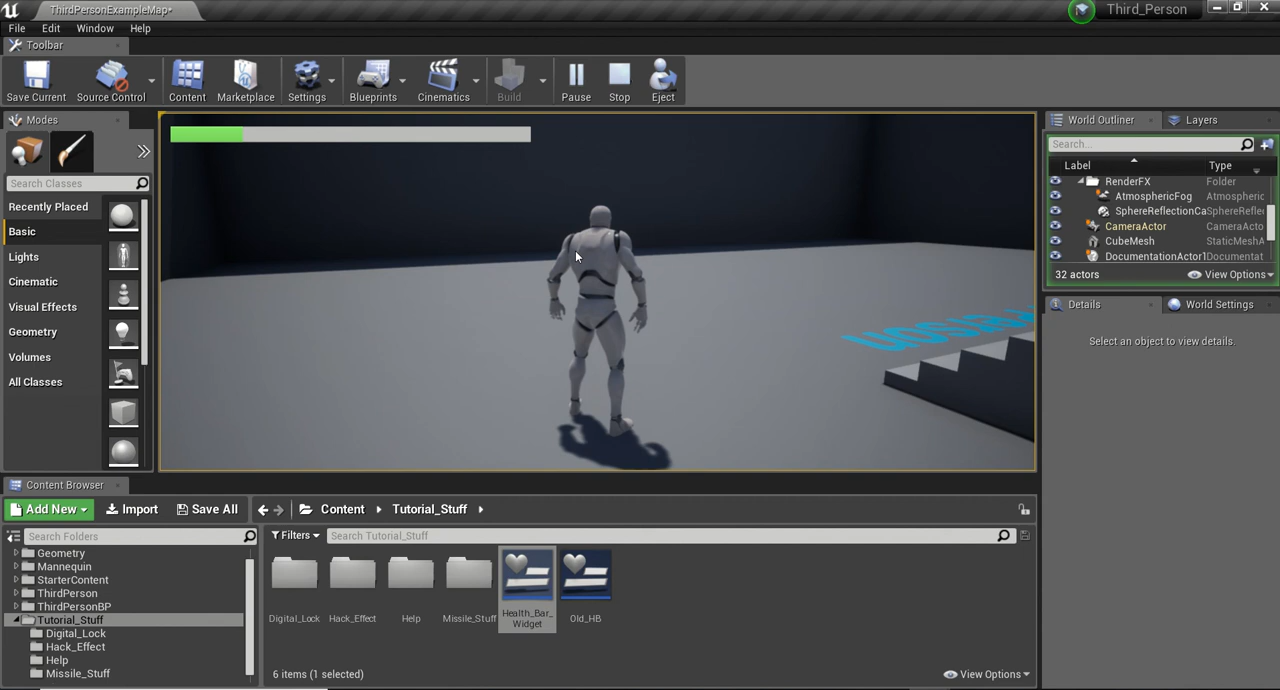 ThirdPersonExampleMap*
Third_Person
File Edit Window Help
Toolbar
Save Current
Source Control
Content
Marketplace
Settings
Blueprints
Cinematics
Build
Pause
Stop
Eject
Modes
Search Classes
Recently Placed
Basic
Lights
Cinematic
Visual Effects
Geometry
Volumes
All Classes
World Outliner
Layers
Search...
Label Type
RenderFX Folder
AtmosphericFog Atmospheric
SphereReflectionCa SphereReflec
CameraActor CameraActo
CubeMesh StaticMeshA
DocumentationActor1 Documentat
32 actors
View Options
Details
World Settings
Select an object to view details.
Content Browser
Add New
Import
Save All
Content
Tutorial_Stuff
Search Folders
Filters
Search Tutorial_Stuff
Geometry
Mannequin
StarterContent
ThirdPerson
ThirdPersonBP
Tutorial_Stuff
Digital_Lock
Hack_Effect
Help
Missile_Stuff
Digital_Lock
Hack_Effect
Help
Missile_Stuff
Health_Bar_
Widget
Old_HB
6 items (1 selected)
View Options